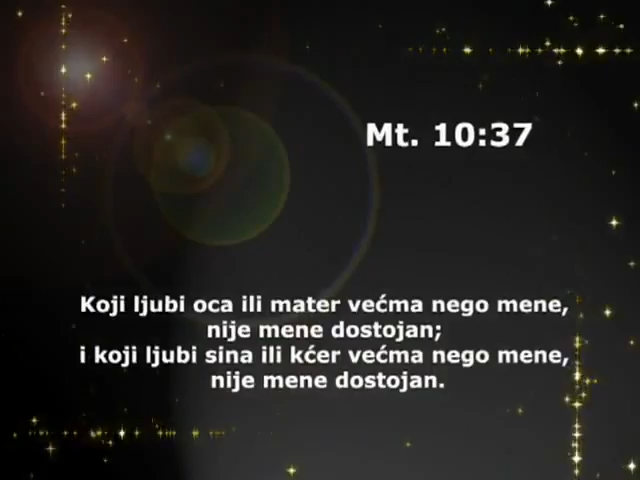 Mt. 10:37
Koji ljubi oca ili mater većma nego mene,
nije mene dostojan;
i koji ljubi sina ili kćer većma nego mene,
nije mene dostojan.